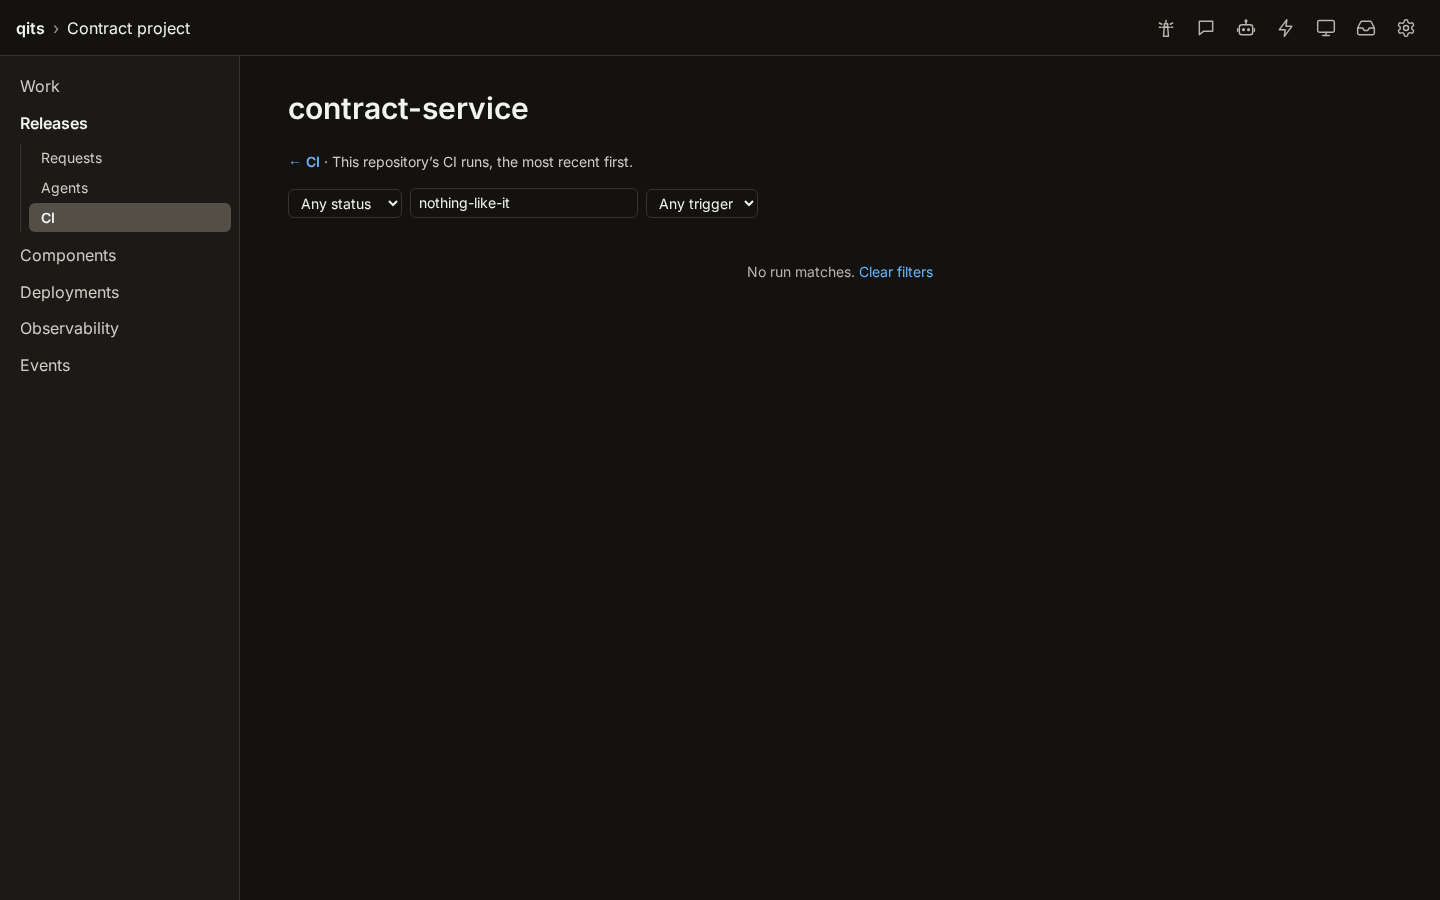 qits › Contract project
Work
Releases
Requests
Agents
CI
Components
Deployments
Observability
Events
contract-service
← CI · This repository’s CI runs, the most recent first.
Any status nothing-like-it Any trigger
No run matches. Clear filters